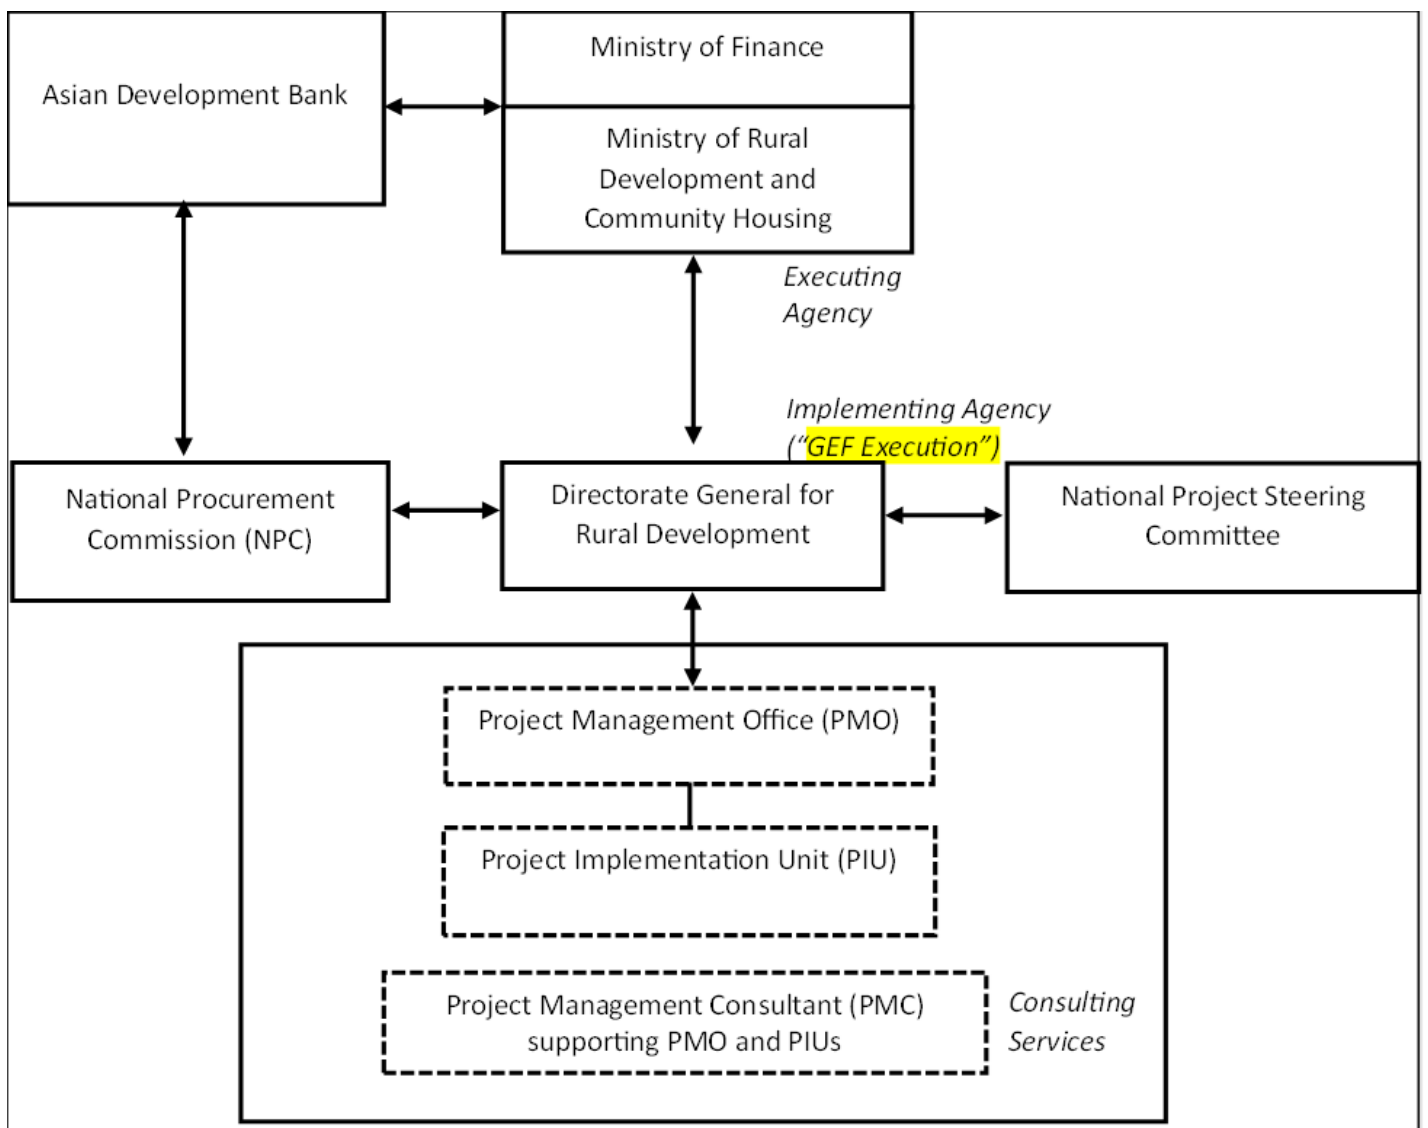 Asian Development Bank
Ministry of Finance
Ministry of Rural
Development and
Community Housing
Executing
Agency
Implementing Agency
(“GEF Execution”)
National Procurement
Commission (NPC)
Directorate General for
Rural Development
National Project Steering
Committee
Project Management Office (PMO)
Project Implementation Unit (PIU)
Project Management Consultant (PMC)
supporting PMO and PIUs
Consulting
Services